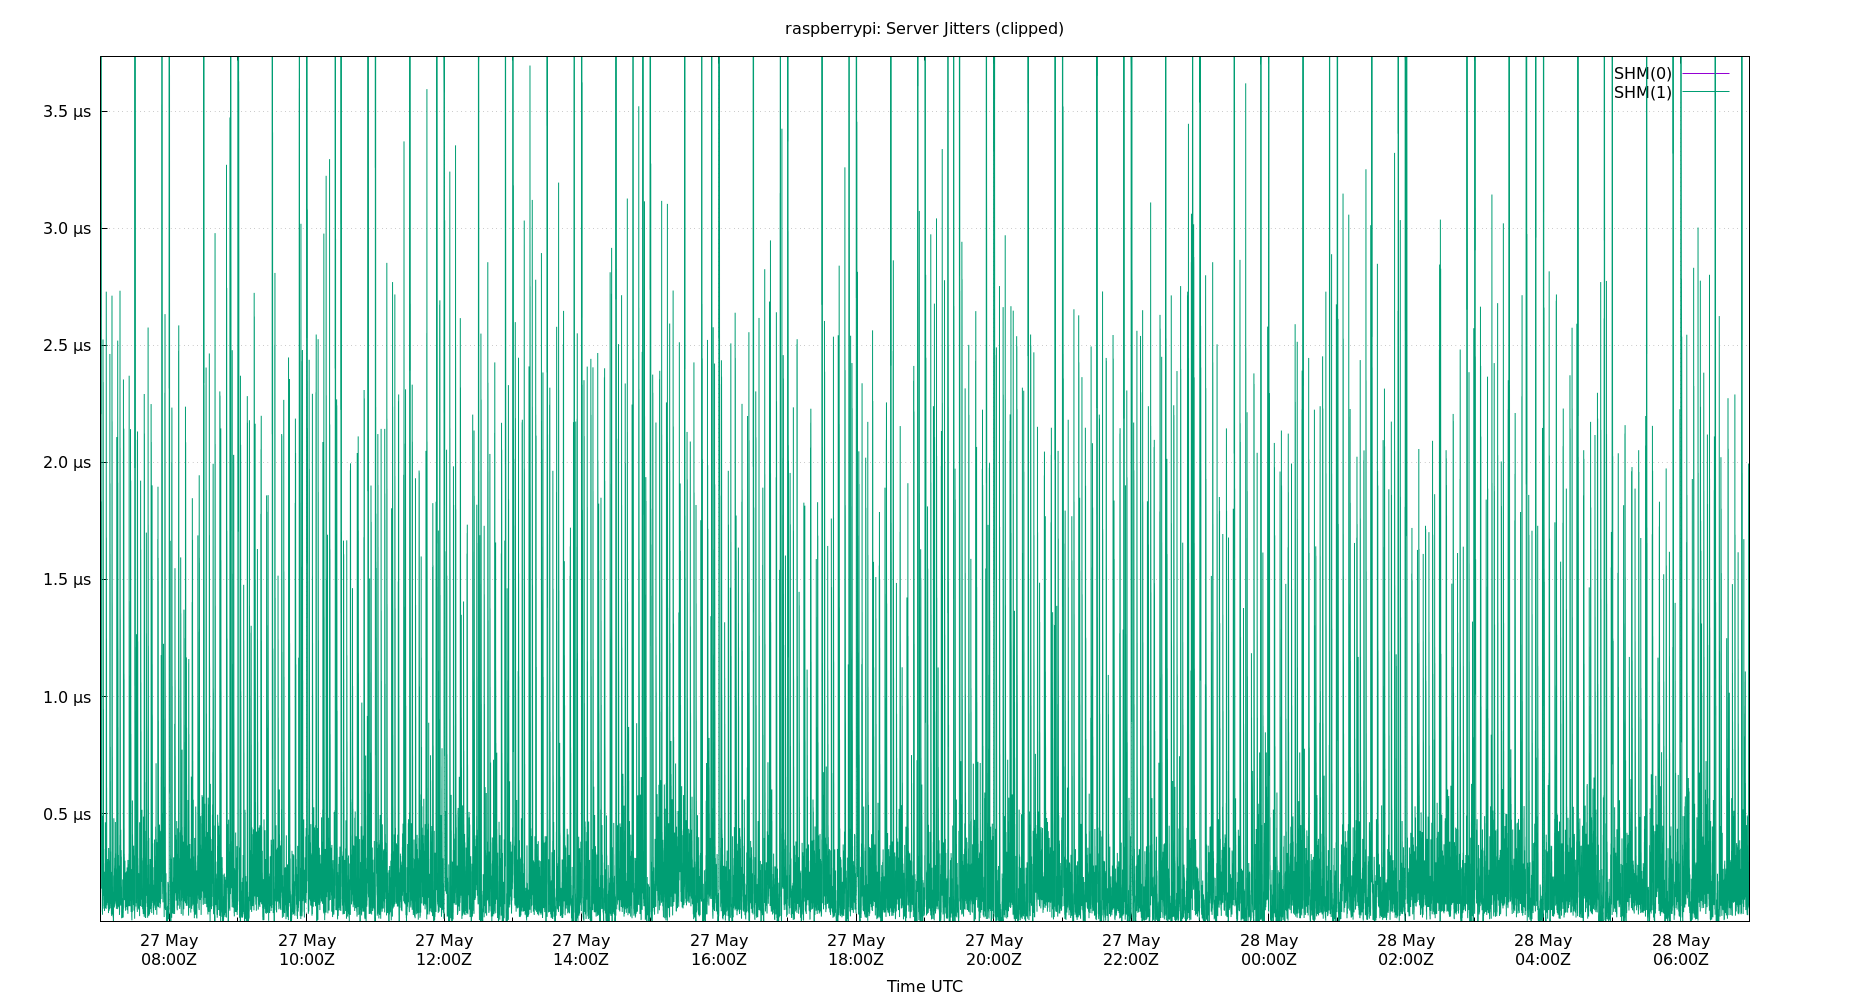 raspberrypi: Server Jitters (clipped)
SHM(0)
SHM(1)
3.5 µs
3.0 µs
2.5 µs
2.0 µs
1.5 µs
1.0 µs
0.5 µs
27 May 27 May 27 May 27 May 27 May 27 May 27 May 27 May 28 May 28 May 28 May 28 May
08:00Z 10:00Z 12:00Z 14:00Z 16:00Z 18:00Z 20:00Z 22:00Z 00:00Z 02:00Z 04:00Z 06:00Z
Time UTC